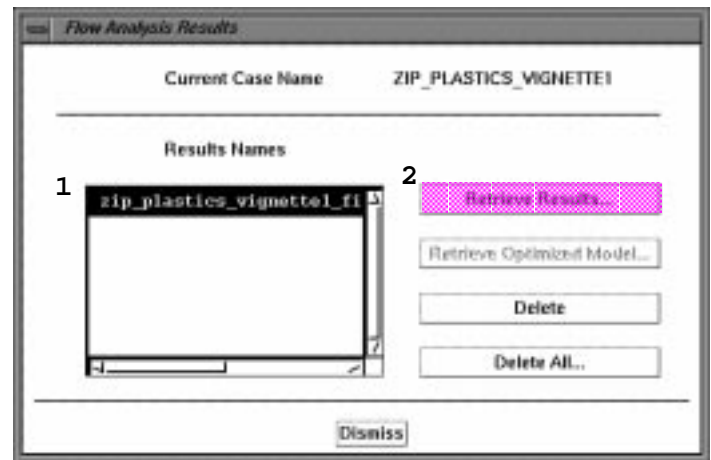 Flow Analysis Results
Current Case Name ZIP_PLASTICS_VIGNETTE1
Results Names
1 2
zip_plastics_vignette1_fi Retrieve Results...
Retrieve Optimized Model...
Delete
Delete All...
Dismiss